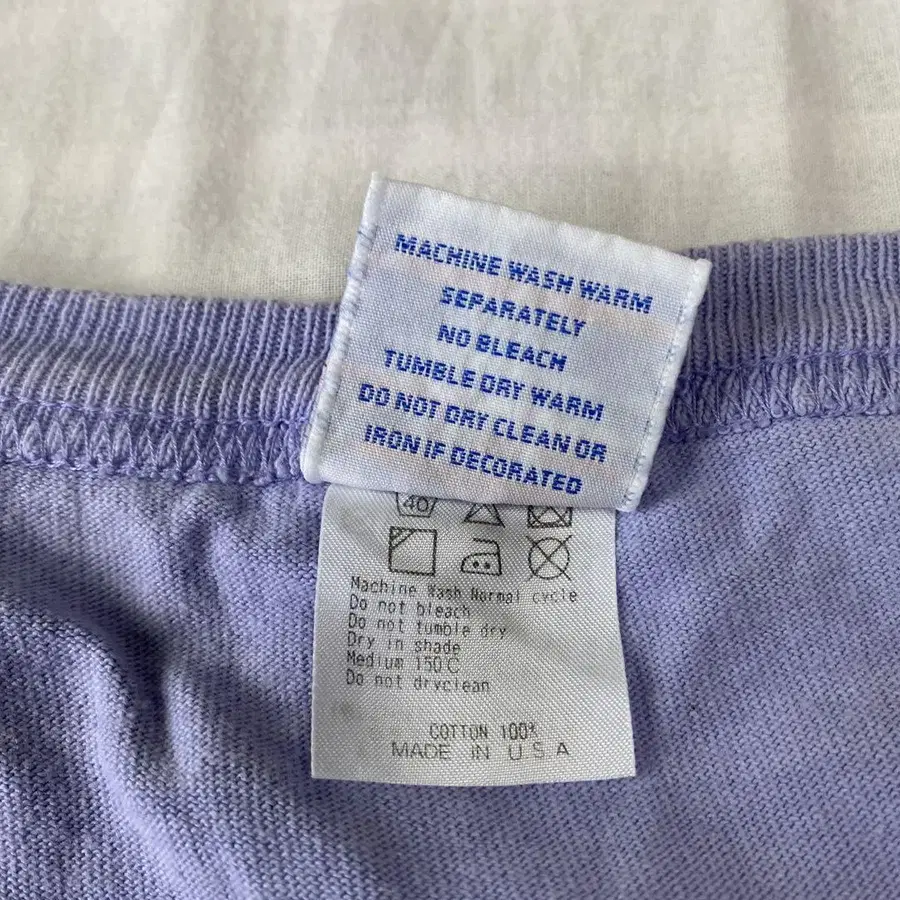 MACHINE WASH WARM
SEPARATELY
NO BLEACH
TUMBLE DRY WARM
DO NOT DRY CLEAN OR
IRON IF DECORATED
40
Machine Wash Normal cycle
Do not bleach
Do not tumble dry
Dry in shade
Medium 150C
Do not dryclean
COTTON 100%
MADE IN U.S.A